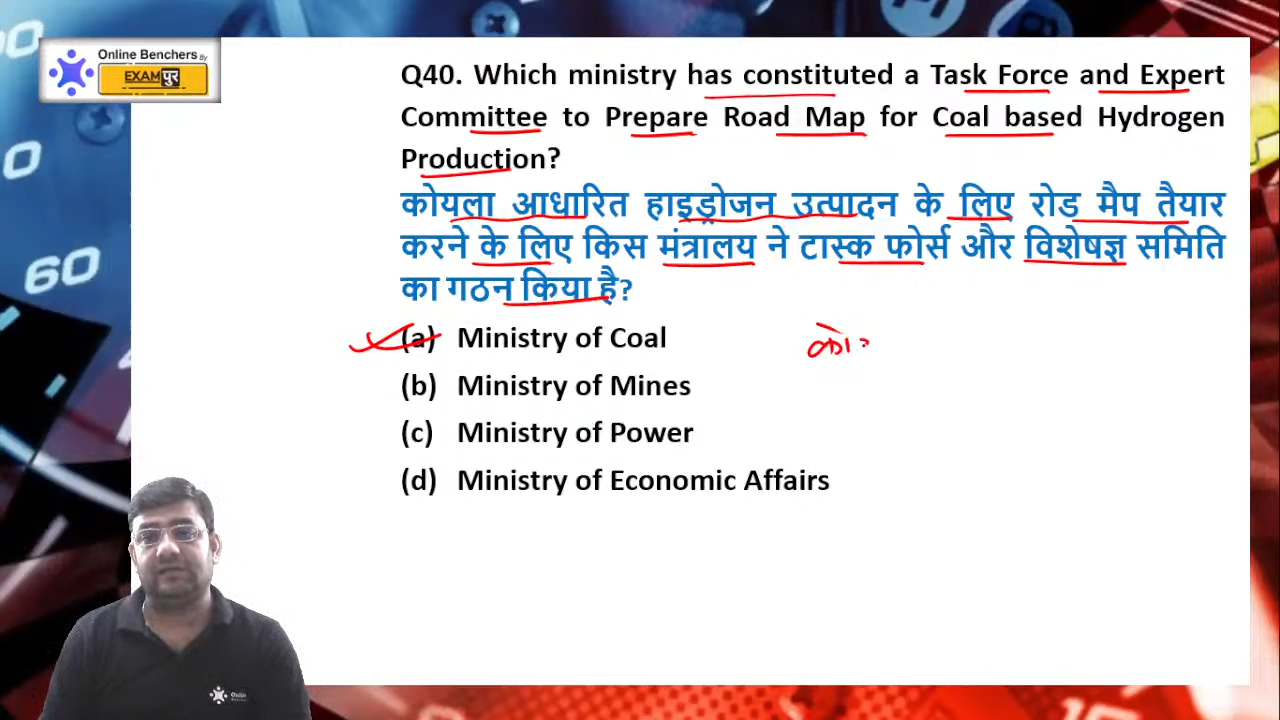 Online Benchers By
EXAMपुर
Q40. Which ministry has constituted a Task Force and Expert
Committee to Prepare Road Map for Coal based Hydrogen
Production?
कोयला आधारित हाइड्रोजन उत्पादन के लिए रोड मैप तैयार
करने के लिए किस मंत्रालय ने टास्क फोर्स और विशेषज्ञ समिति
का गठन किया है?
(a) Ministry of Coal
(b) Ministry of Mines
(c) Ministry of Power
(d) Ministry of Economic Affairs
60